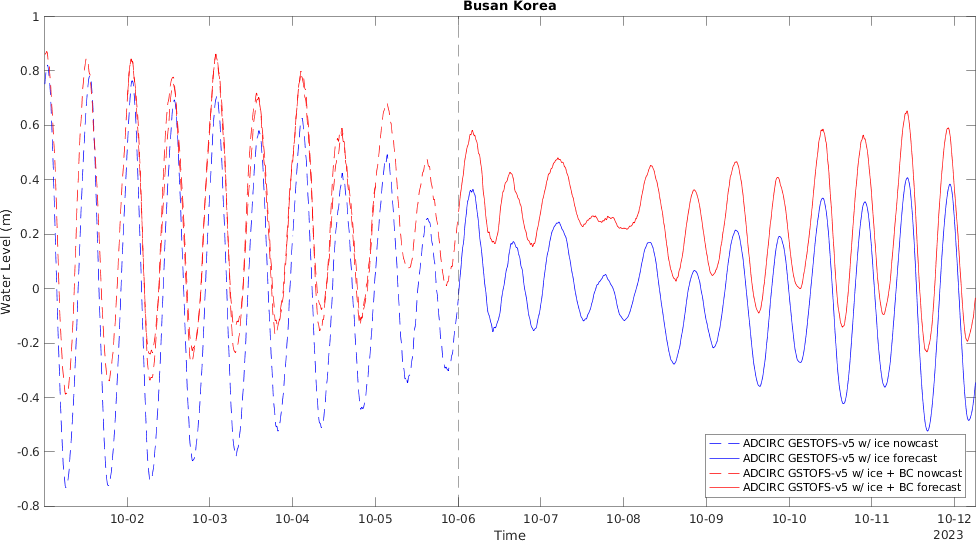 Busan Korea
Water Level (m)
1
0.8
0.6
0.4
0.2
0
-0.2
-0.4
-0.6
-0.8
10-02 10-03 10-04 10-05 10-06 10-07 10-08 10-09 10-10 10-11 10-12
Time
2023
ADCIRC GESTOFS-v5 w/ ice nowcast
ADCIRC GESTOFS-v5 w/ ice forecast
ADCIRC GSTOFS-v5 w/ ice + BC nowcast
ADCIRC GSTOFS-v5 w/ ice + BC forecast